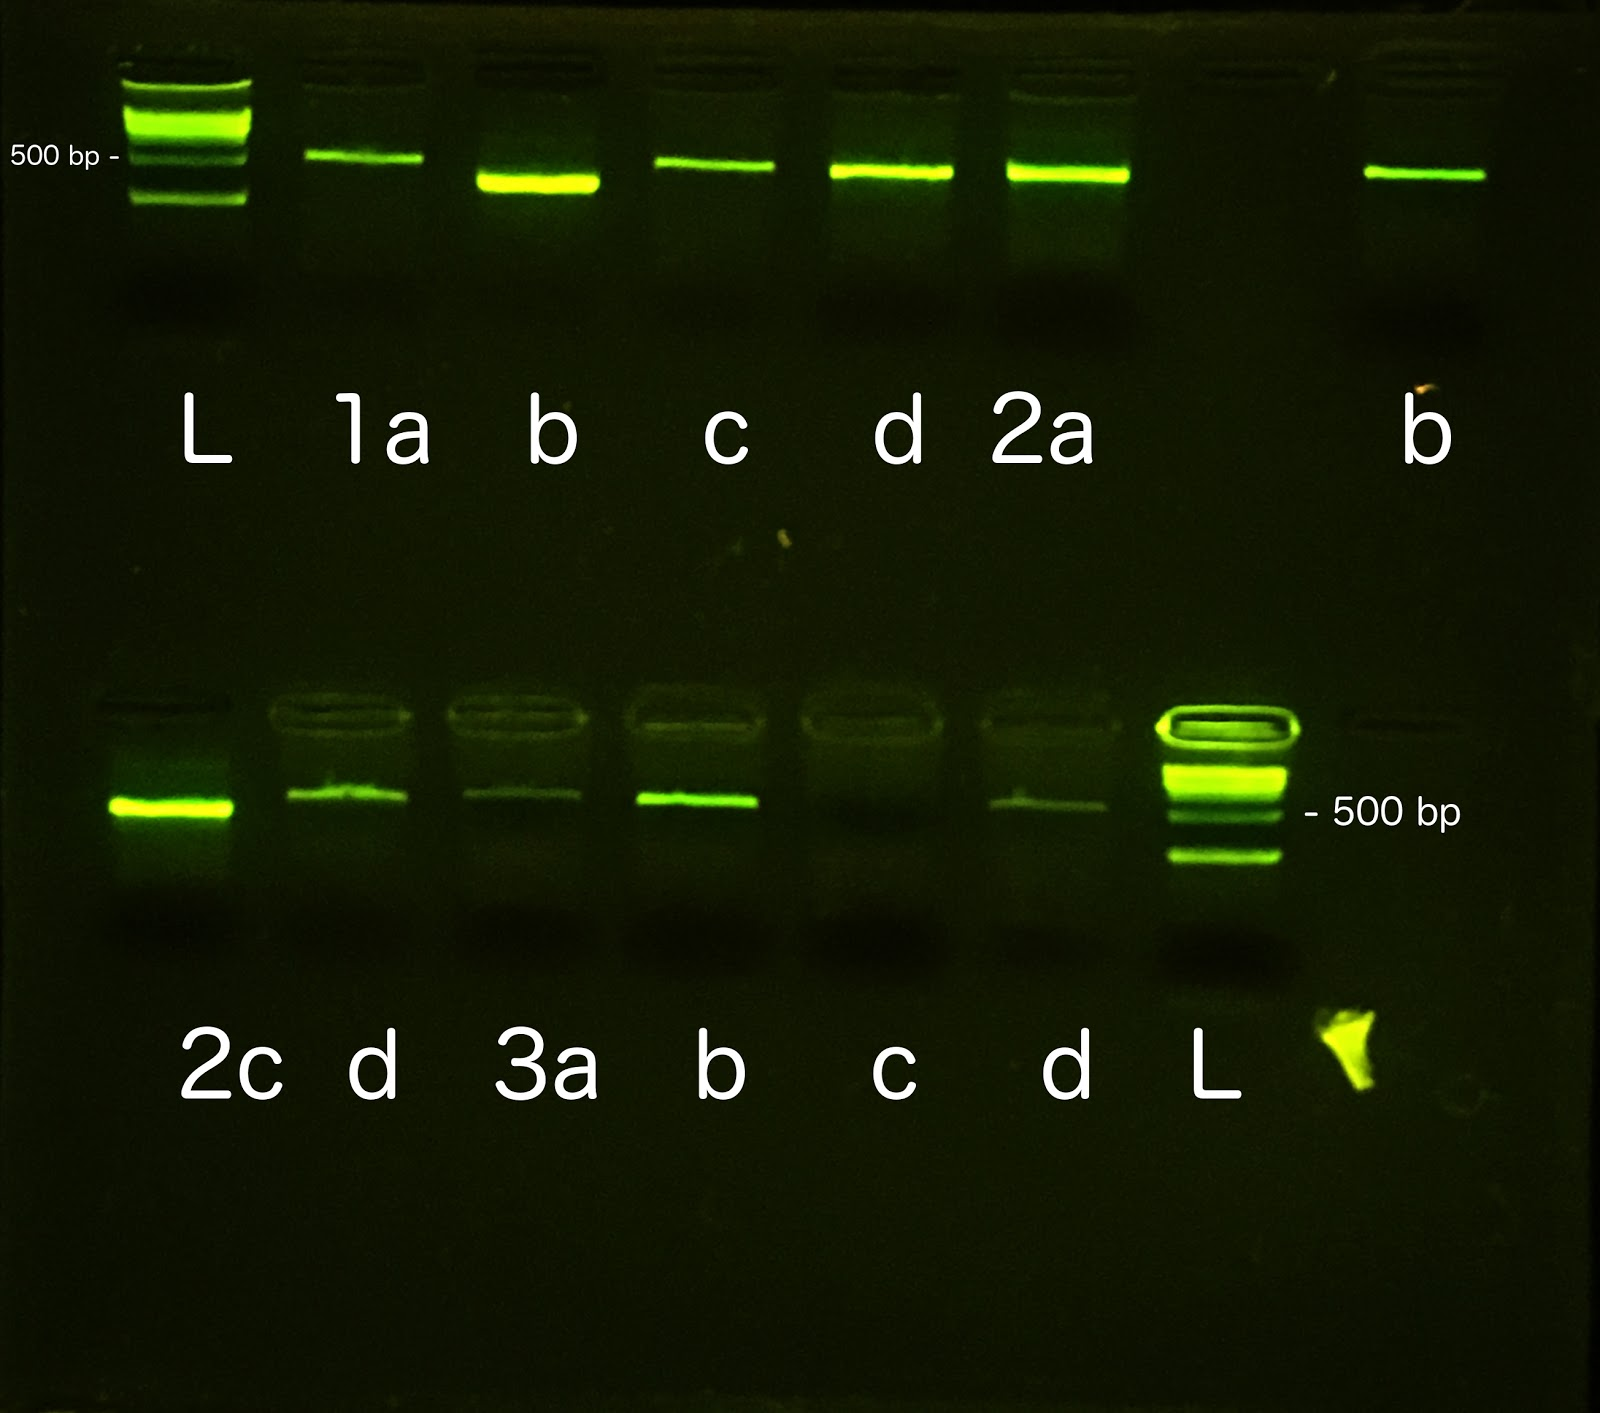 500 bp -
L 1a b c d 2a b
- 500 bp
2c d 3a b c d L